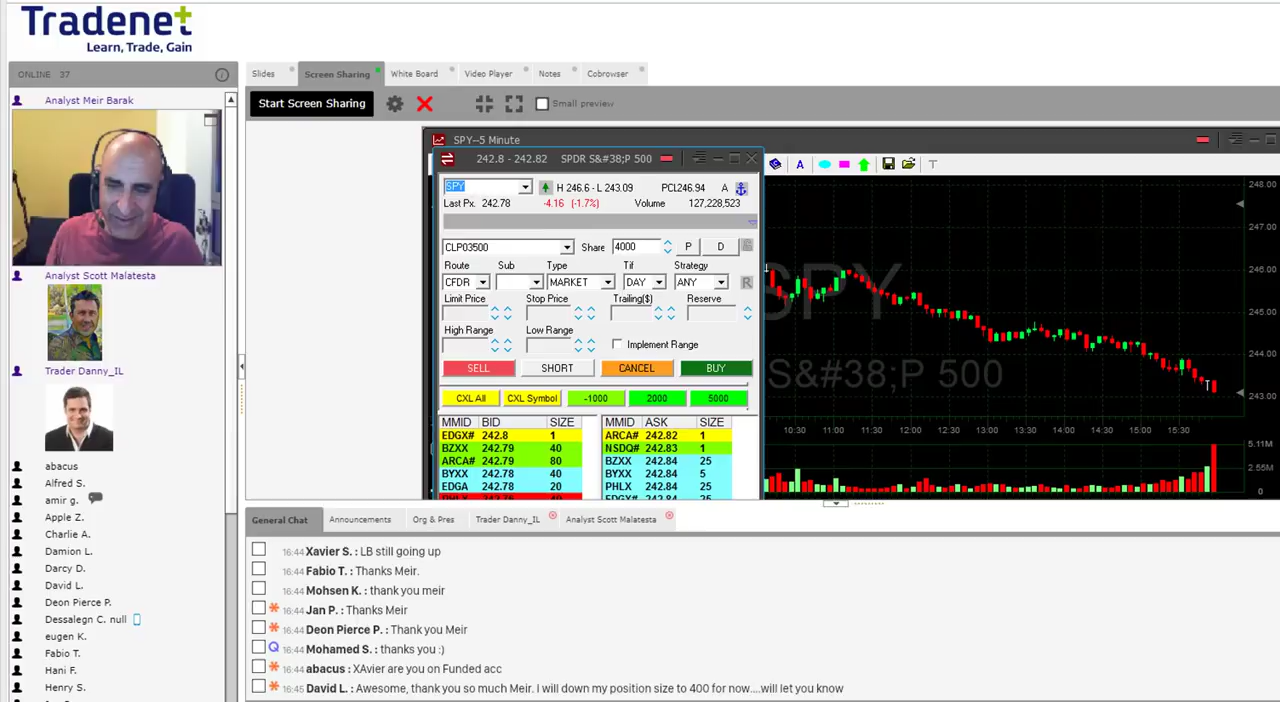 Tradenet+
Learn, Trade, Gain
ONLINE 37
Analyst Meir Barak
Analyst Scott Malatesta
Trader Danny_IL
abacus
Alfred S.
amir g.
Apple Z.
Charlie A.
Damion L.
Darcy D.
David L.
Deon Pierce P.
Dessalegn C. null
eugen K.
Fabio T.
Hani F.
Henry S.
Slides Screen Sharing White Board Video Player Notes Cobrowser
Start Screen Sharing Small preview
SPY--5 Minute
242.8 - 242.82 SPDR S&#38;P 500
SPY H 246.6 - L 243.09 PCL246.94 A
Last Px. 242.78 -4.16 (-1.7%) Volume 127,228,523
CLP03500 Share 4000 P D
Route Sub Type Tif Strategy
CFDR MARKET DAY ANY R
Limit Price Stop Price Trailing($) Reserve
High Range Low Range
Implement Range
SELL SHORT CANCEL BUY
CXL All CXL Symbol -1000 2000 5000
MMID BID SIZE MMID ASK SIZE
EDGX# 242.8 1 ARCA# 242.82 1
BZXX 242.79 40 NSDQ# 242.83 1
ARCA# 242.79 80 BZXX 242.84 25
BYXX 242.78 40 BYXX 242.84 5
EDGA 242.78 20 PHLX 242.84 25
A T
SPY
S&#38;P 500
248.00
247.00
246.00
245.00
244.00
243.00
10:30 11:00 11:30 12:00 12:30 13:00 13:30 14:00 14:30 15:00 15:30
5.11M
2.55M
0
General Chat Announcements Org & Pres Trader Danny_IL Analyst Scott Malatesta
16:44 Xavier S. : LB still going up
16:44 Fabio T. : Thanks Meir.
16:44 Mohsen K. : thank you meir
16:44 Jan P. : Thanks Meir
16:44 Deon Pierce P. : Thank you Meir
16:44 Mohamed S. : thanks you :)
16:44 abacus : XAvier are you on Funded acc
16:45 David L. : Awesome, thank you so much Meir. I will down my position size to 400 for now....will let you know